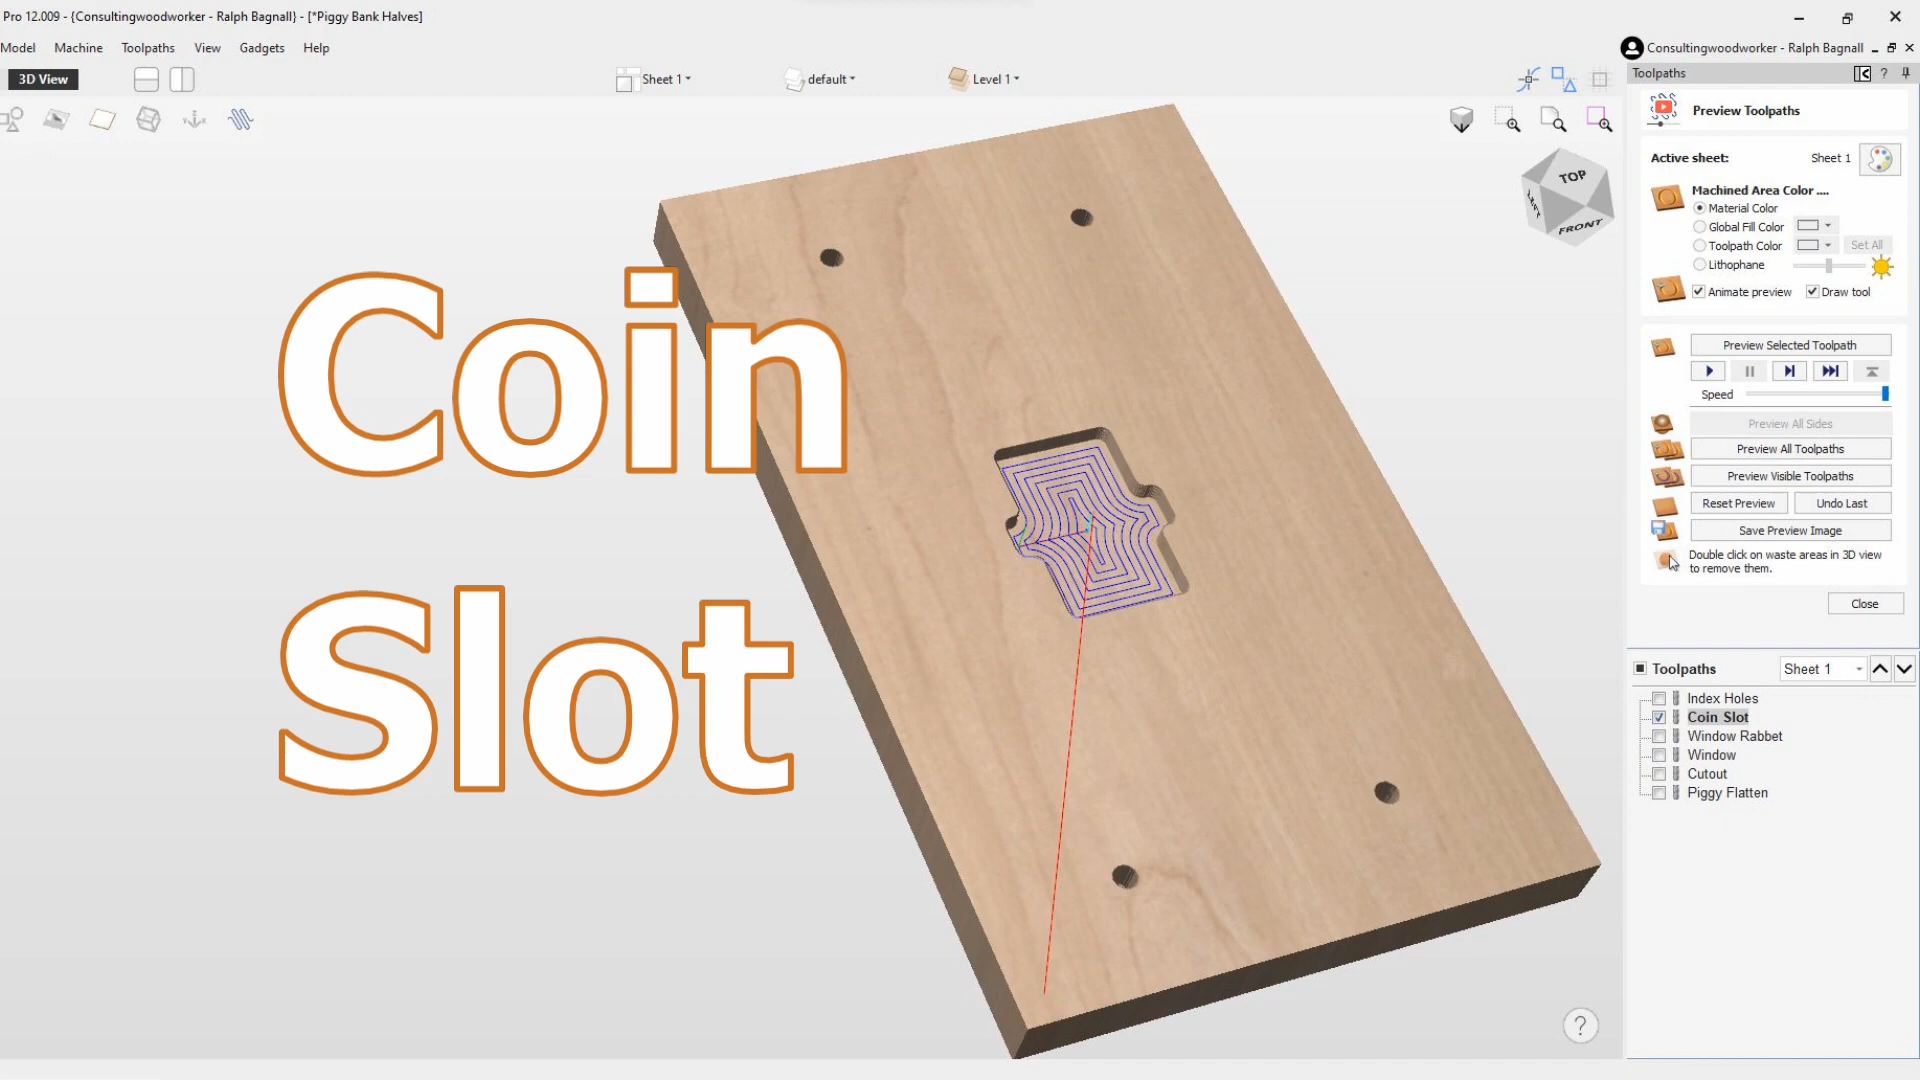 Pro 12.009 - {Consultingwoodworker - Ralph Bagnall} - [*Piggy Bank Halves]
Model Machine Toolpaths View Gadgets Help
Consultingwoodworker - Ralph Bagnall
3D View
Sheet 1
default
Level 1
TOP
LEFT
FRONT
Coin
Slot
?
Toolpaths
?
Preview Toolpaths
Active sheet: Sheet 1
Machined Area Color ....
Material Color
Global Fill Color
Toolpath Color Set All
Lithophane
Animate preview Draw tool
Preview Selected Toolpath
Speed
Preview All Sides
Preview All Toolpaths
Preview Visible Toolpaths
Reset Preview Undo Last
Save Preview Image
Double click on waste areas in 3D view
to remove them.
Close
Toolpaths Sheet 1
Index Holes
Coin Slot
Window Rabbet
Window
Cutout
Piggy Flatten